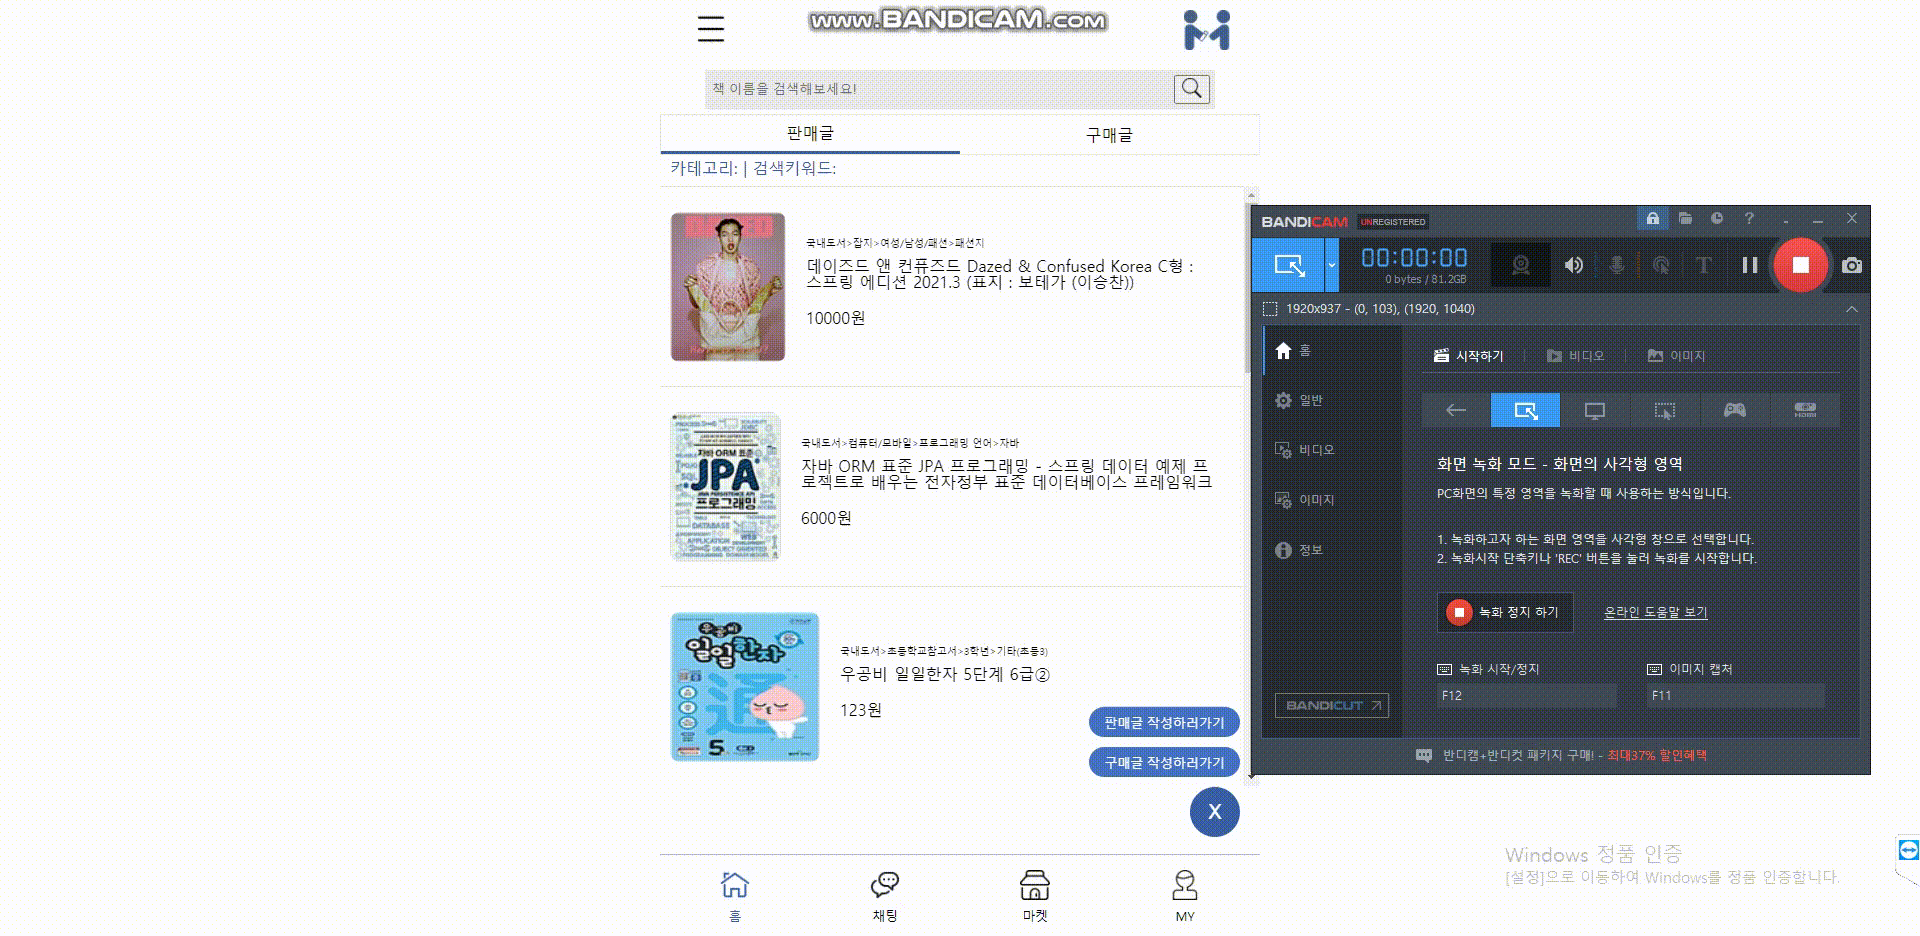 www.BANDICAM.com
책 이름을 검색해보세요!
판매글
구매글
카테고리: | 검색키워드:
국내도서>잡지>여성/남성/패션>패션지
데이즈드 앤 컨퓨즈드 Dazed & Confused Korea C형 :
스프링 에디션 2021.3 (표지 : 보테가 (이승찬))
10000원
자바 ORM 표준
JPA
프로그래밍
국내도서>컴퓨터/모바일>프로그래밍 언어>자바
자바 ORM 표준 JPA 프로그래밍 - 스프링 데이터 예제 프
로젝트로 배우는 전자정부 표준 데이터베이스 프레임워크
6000원
우공비
일일한자
通
5
국내도서>초등학교참고서>3학년>기타(초등3)
우공비 일일한자 5단계 6급②
123원
판매글 작성하러가기
구매글 작성하러가기
X
홈
채팅
마켓
MY
BANDICAM UNREGISTERED
00:00:00
0 bytes / 81.2GB
1920x937 - (0, 103), (1920, 1040)
홈
일반
비디오
이미지
정보
BANDICUT
시작하기
비디오
이미지
HDMI
화면 녹화 모드 - 화면의 사각형 영역
PC화면의 특정 영역을 녹화할 때 사용하는 방식입니다.
1. 녹화하고자 하는 화면 영역을 사각형 창으로 선택합니다.
2. 녹화시작 단축키나 'REC' 버튼을 눌러 녹화를 시작합니다.
녹화 정지 하기
온라인 도움말 보기
녹화 시작/정지
이미지 캡처
F12
F11
반디캠+반디컷 패키지 구매! - 최대37% 할인혜택
Windows 정품 인증
[설정]으로 이동하여 Windows를 정품 인증합니다.